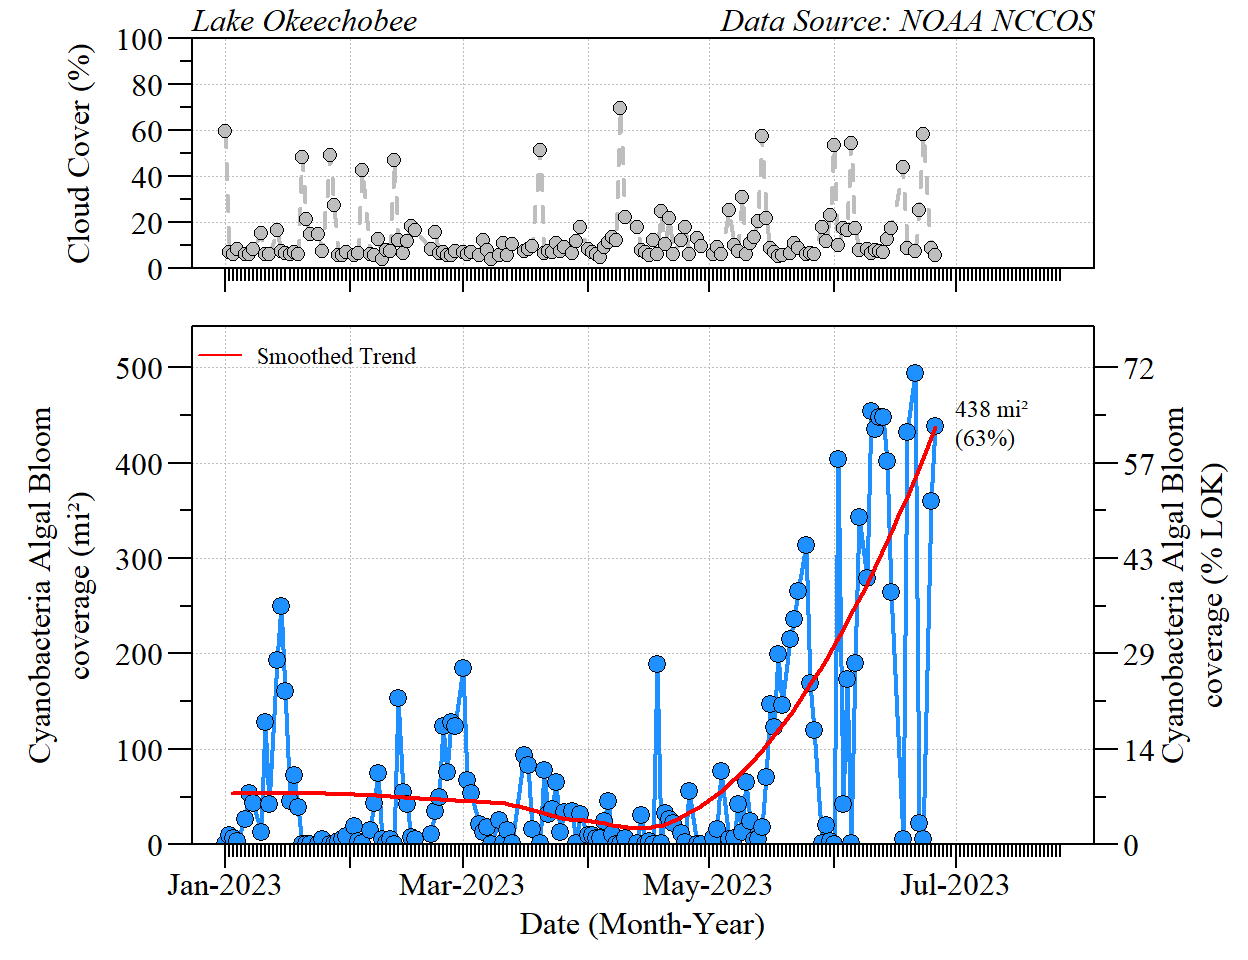 Lake Okeechobee
Data Source: NOAA NCCOS
Cloud Cover (%)
100
80
60
40
20
0
Smoothed Trend
Cyanobacteria Algal Bloom
coverage (mi²)
500
400
300
200
100
0
438 mi²
(63%)
72
57
43
29
14
0
Cyanobacteria Algal Bloom
coverage (% LOK)
Jan-2023
Mar-2023
May-2023
Jul-2023
Date (Month-Year)